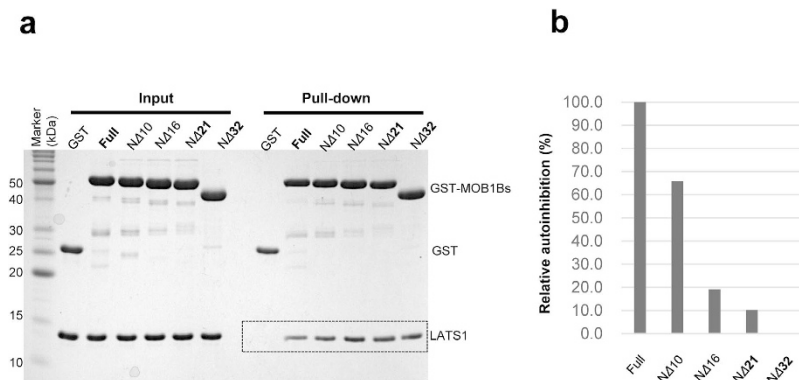 a
Input
Pull-down
Marker
(kDa)
GST
Full
NΔ10
NΔ16
NΔ21
NΔ32
GST
Full
NΔ10
NΔ16
NΔ21
NΔ32
50
40
30
25
20
15
10
GST-MOB1Bs
GST
LATS1
b
Relative autoinhibition (%)
100.0
90.0
80.0
70.0
60.0
50.0
40.0
30.0
20.0
10.0
0.0
Full
NΔ10
NΔ16
NΔ21
NΔ32